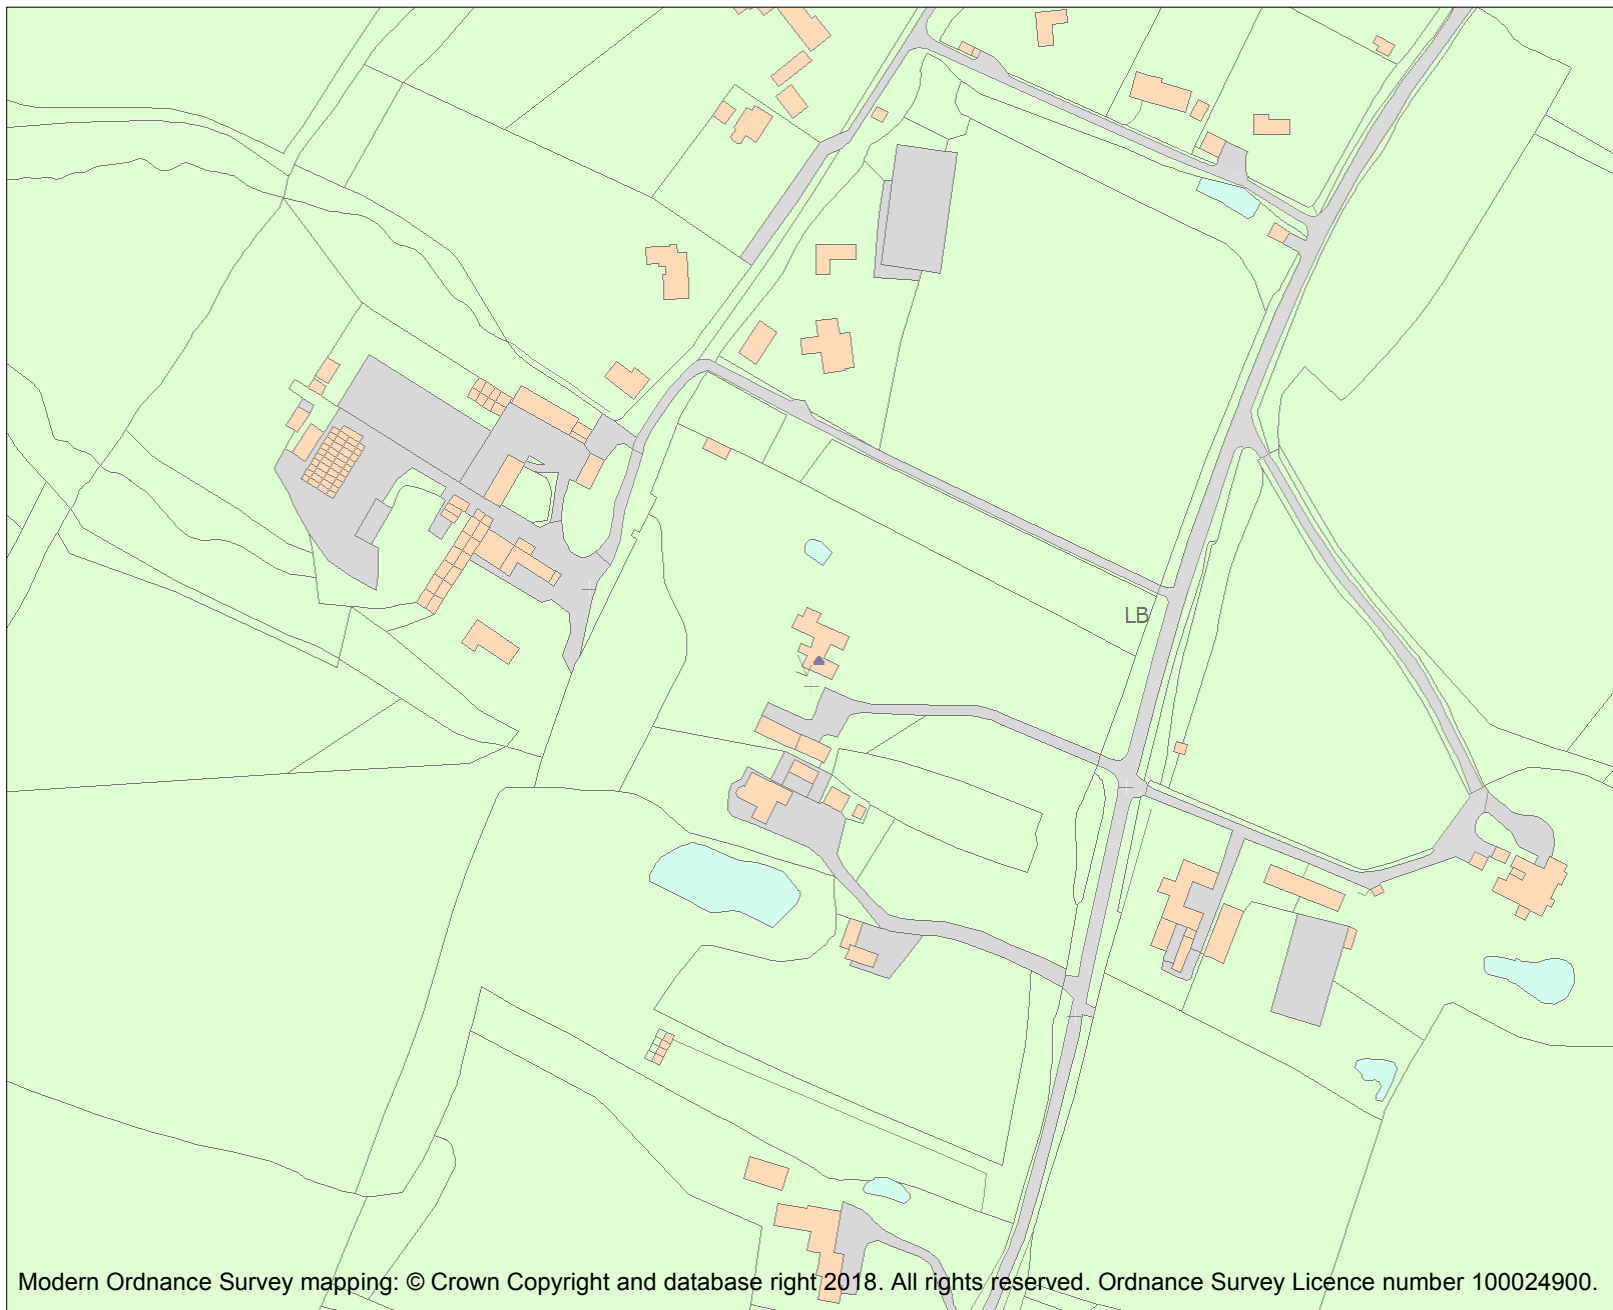 LB
Modern Ordnance Survey mapping: © Crown Copyright and database right 2018. All rights reserved. Ordnance Survey Licence number 100024900.